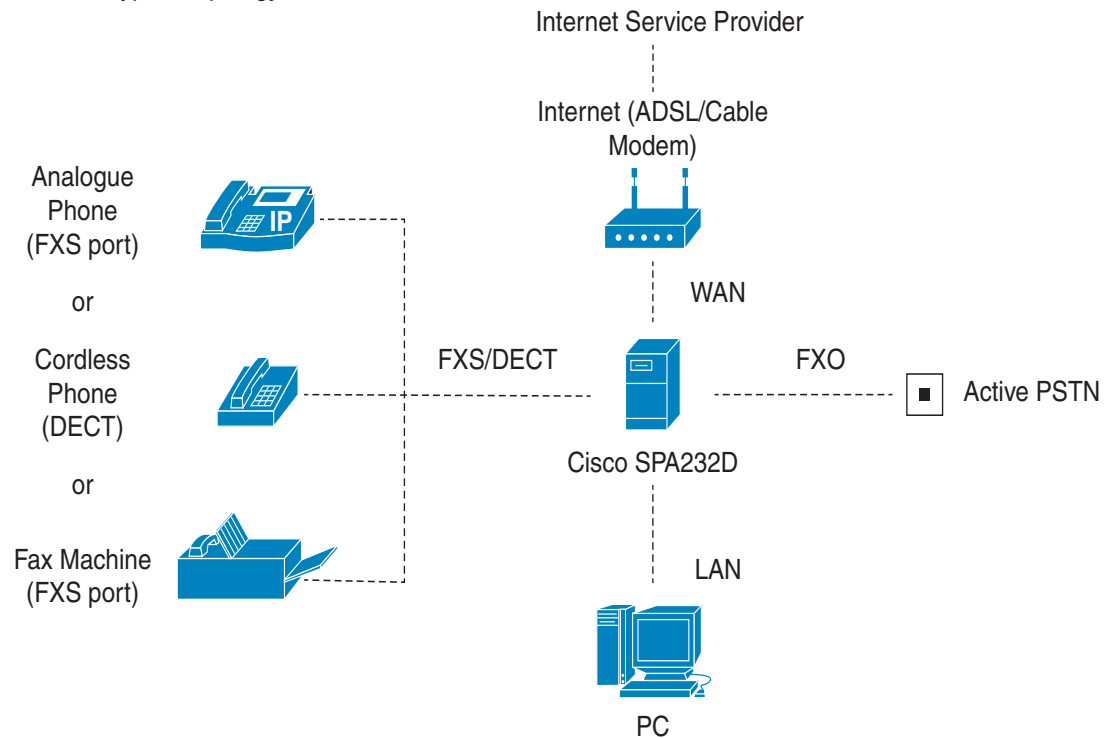 Internet Service Provider
Internet (ADSL/Cable
Modem)
Analogue
Phone
(FXS port)
IP
or
WAN
Cordless
Phone
(DECT)
FXS/DECT
FXO
Active PSTN
Cisco SPA232D
or
Fax Machine
(FXS port)
LAN
PC